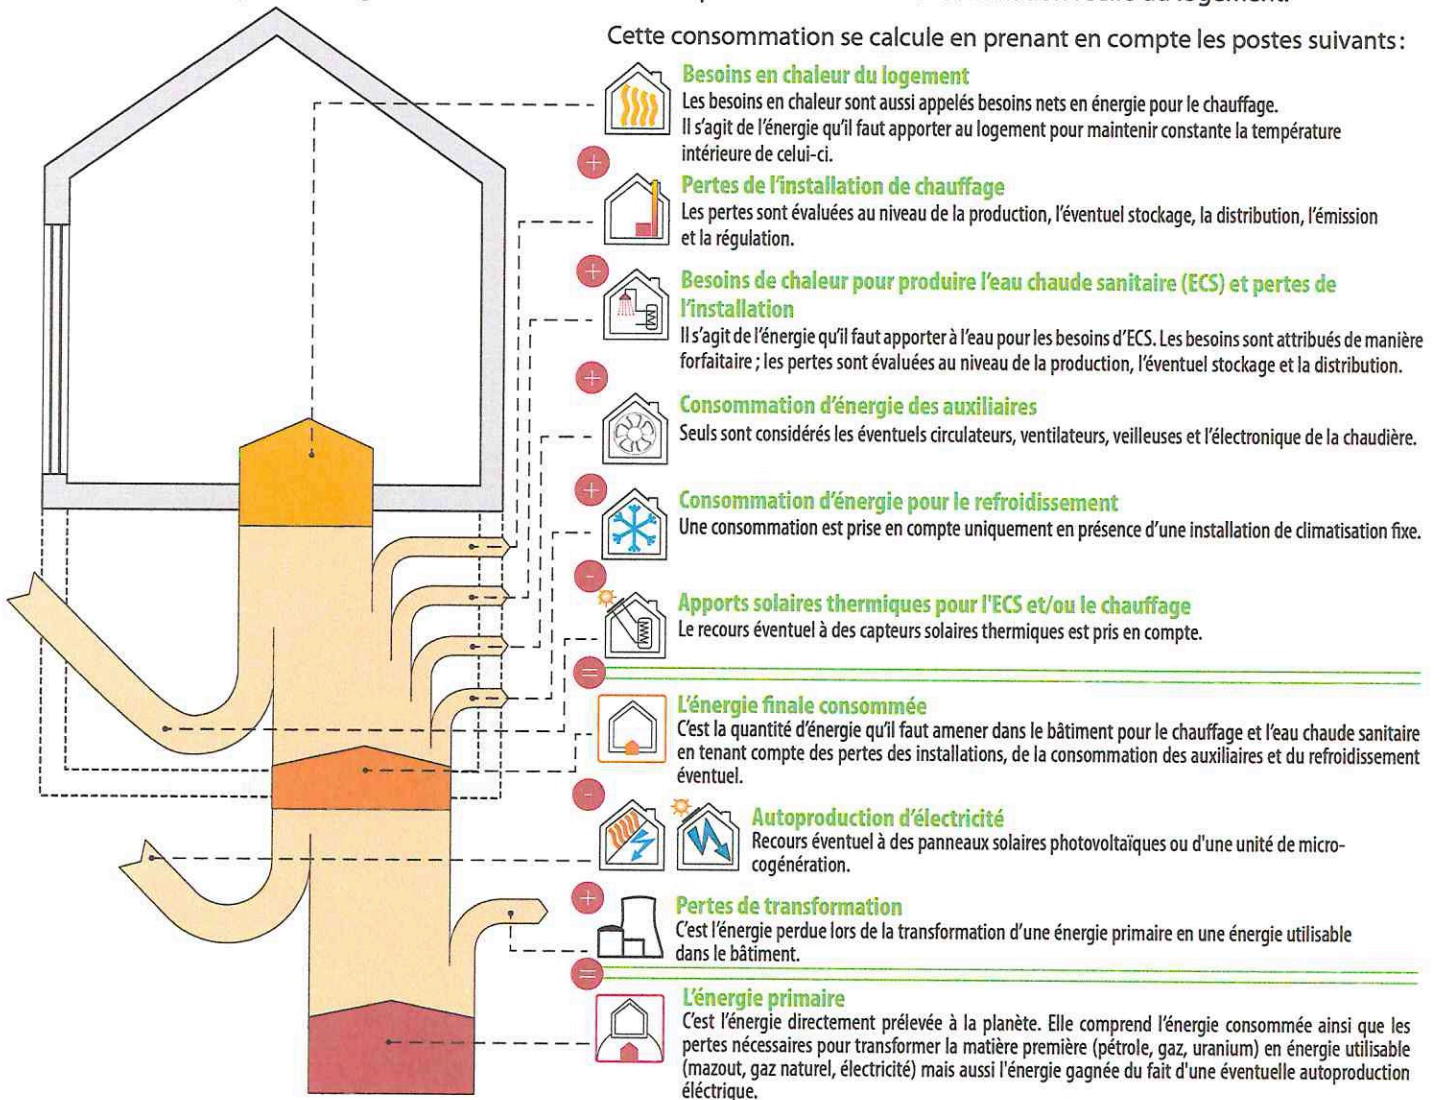 Cette consommation se calcule en prenant en compte les postes suivants:
Besoins en chaleur du logement
Les besoins en chaleur sont aussi appelés besoins nets en énergie pour le chauffage.
Il s'agit de l'énergie qu'il faut apporter au logement pour maintenir constante la température
intérieure de celui-ci.
+
Pertes de l'installation de chauffage
Les pertes sont évaluées au niveau de la production, l'éventuel stockage, la distribution, l'émission
et la régulation.
+
Besoins de chaleur pour produire l'eau chaude sanitaire (ECS) et pertes de
l'installation
Il s'agit de l'énergie qu'il faut apporter à l'eau pour les besoins d'ECS. Les besoins sont attribués de manière
forfaitaire ; les pertes sont évaluées au niveau de la production, l'éventuel stockage et la distribution.
+
Consommation d'énergie des auxiliaires
Seuls sont considérés les éventuels circulateurs, ventilateurs, veilleuses et l'électronique de la chaudière.
+
Consommation d'énergie pour le refroidissement
Une consommation est prise en compte uniquement en présence d'une installation de climatisation fixe.
-
Apports solaires thermiques pour l'ECS et/ou le chauffage
Le recours éventuel à des capteurs solaires thermiques est pris en compte.
=
L'énergie finale consommée
C'est la quantité d'énergie qu'il faut amener dans le bâtiment pour le chauffage et l'eau chaude sanitaire
en tenant compte des pertes des installations, de la consommation des auxiliaires et du refroidissement
éventuel.
-
Autoproduction d'électricité
Recours éventuel à des panneaux solaires photovoltaïques ou d'une unité de micro-
cogénération.
+
Pertes de transformation
C'est l'énergie perdue lors de la transformation d'une énergie primaire en une énergie utilisable
dans le bâtiment.
=
L'énergie primaire
C'est l'énergie directement prélevée à la planète. Elle comprend l'énergie consommée ainsi que les
pertes nécessaires pour transformer la matière première (pétrole, gaz, uranium) en énergie utilisable
(mazout, gaz naturel, électricité) mais aussi l'énergie gagnée du fait d'une éventuelle autoproduction
éléctrique.